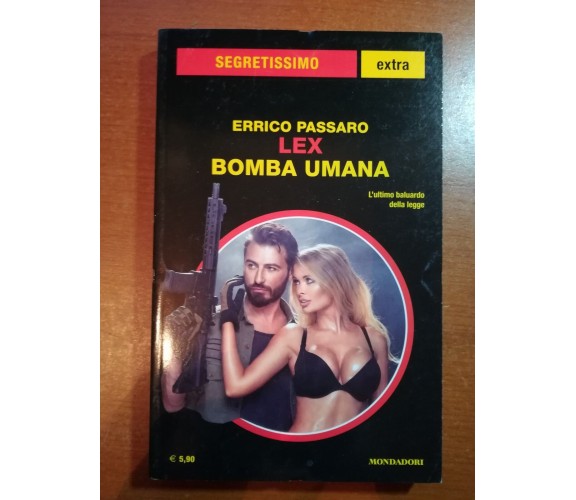 SEGRETISSIMO extra
ERRICO PASSARO
LEX
BOMBA UMANA
L'ultimo baluardo
della legge
€ 5,90 MONDADORI